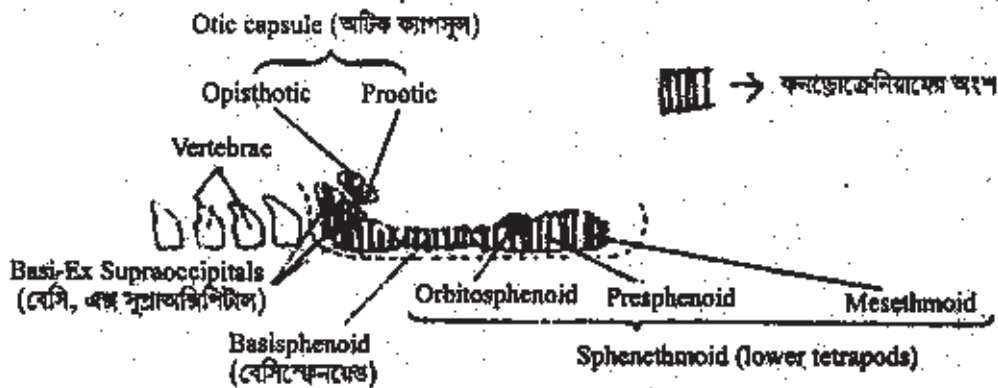 Otic capsule (অটিক ক্যাপসুল)
Opisthotic Prootic
→ কনড্রোক্রেনিয়ামের অংশ
Vertebrae
Basi-Ex Supraoccipitals
(বেসি, এক্স সুপ্রাঅক্সিপিটাল)
Orbitosphenoid Presphenoid Mesethmoid
Basisphenoid
(বেসিস্ফেনয়েড)
Sphenethmoid (lower tetrapods)